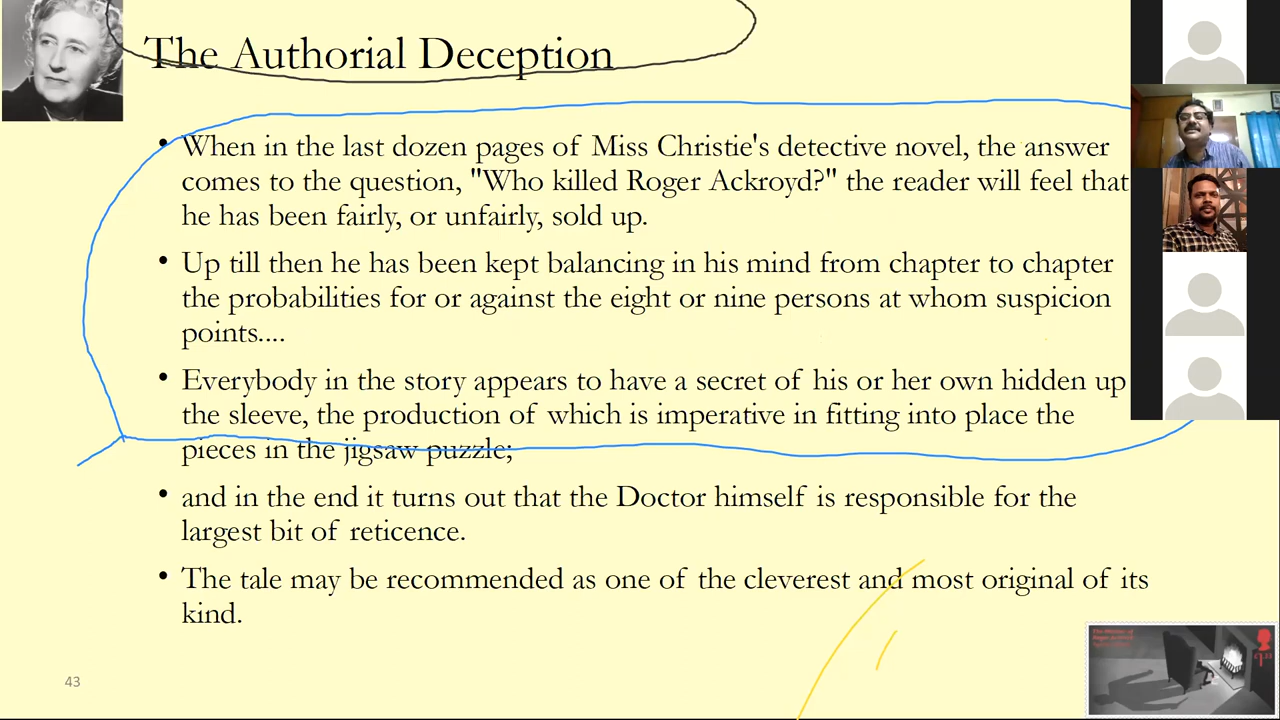 The Authorial Deception
• When in the last dozen pages of Miss Christie's detective novel, the answer
comes to the question, "Who killed Roger Ackroyd?" the reader will feel that
he has been fairly, or unfairly, sold up.
• Up till then he has been kept balancing in his mind from chapter to chapter
the probabilities for or against the eight or nine persons at whom suspicion
points....
• Everybody in the story appears to have a secret of his or her own hidden up
the sleeve, the production of which is imperative in fitting into place the
pieces in the jigsaw puzzle;
• and in the end it turns out that the Doctor himself is responsible for the
largest bit of reticence.
• The tale may be recommended as one of the cleverest and most original of its
kind.
43